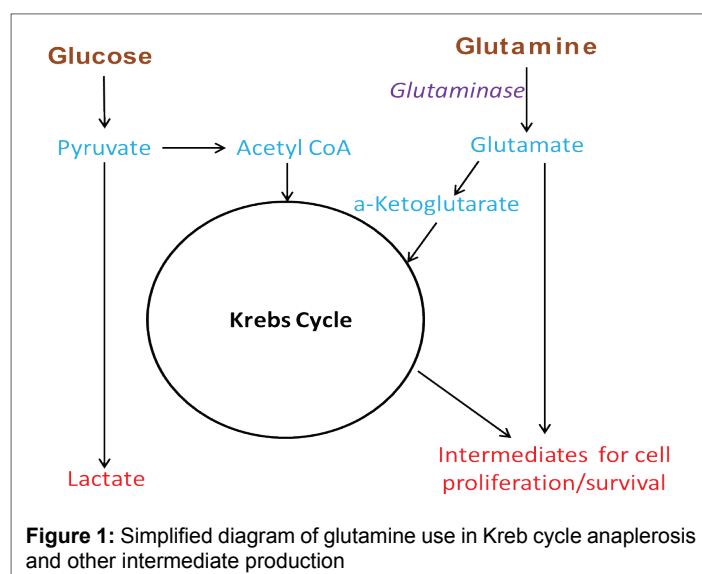 Glucose
Glutamine
Glutaminase
Pyruvate
Acetyl CoA
Glutamate
a-Ketoglutarate
Krebs Cycle
Lactate
Intermediates for cell
proliferation/survival
Figure 1: Simplified diagram of glutamine use in Kreb cycle anaplerosis
and other intermediate production